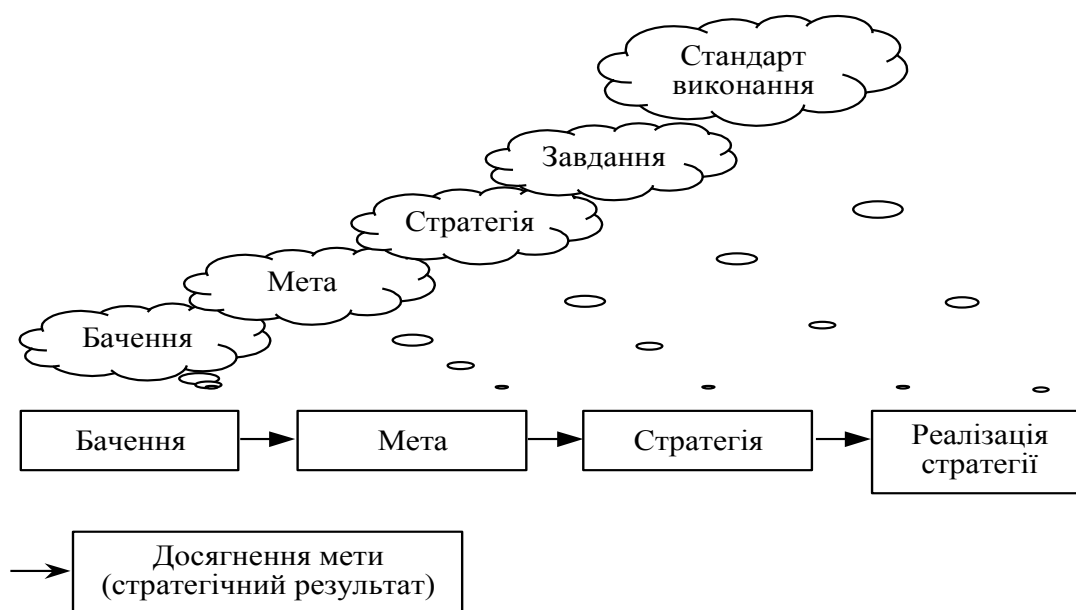 Стандарт
виконання
Завдання
Стратегія
Мета
Бачення
Бачення
Мета
Стратегія
Реалізація
стратегії
Досягнення мети
(стратегічний результат)